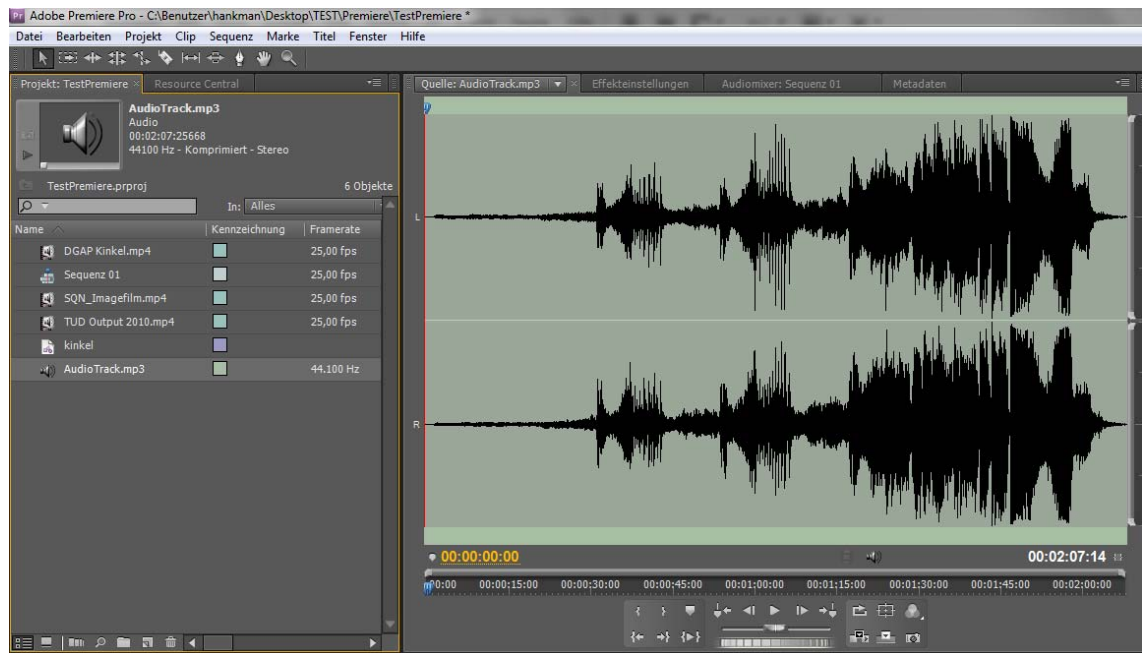 Pr Adobe Premiere Pro - C:\Benutzer\hankman\Desktop\TEST\Premiere\TestPremiere *
Datei Bearbeiten Projekt Clip Sequenz Marke Titel Fenster Hilfe
Projekt: TestPremiere Resource Central
AudioTrack.mp3
Audio
00:02:07:25668
44100 Hz - Komprimiert - Stereo
TestPremiere.prproj 6 Objekte
In: Alles
Name Kennzeichnung Framerate
DGAP Kinkel.mp4 25,00 fps
Sequenz 01 25,00 fps
SQN_Imagefilm.mp4 25,00 fps
TUD Output 2010.mp4 25,00 fps
kinkel
AudioTrack.mp3 44.100 Hz
Quelle: AudioTrack.mp3 Effekteinstellungen Audiomixer: Sequenz 01 Metadaten
L
R
00:00:00:00 00:02:07:14
00:00 00:00:15:00 00:00:30:00 00:00:45:00 00:01:00:00 00:01:15:00 00:01:30:00 00:01:45:00 00:02:00:00